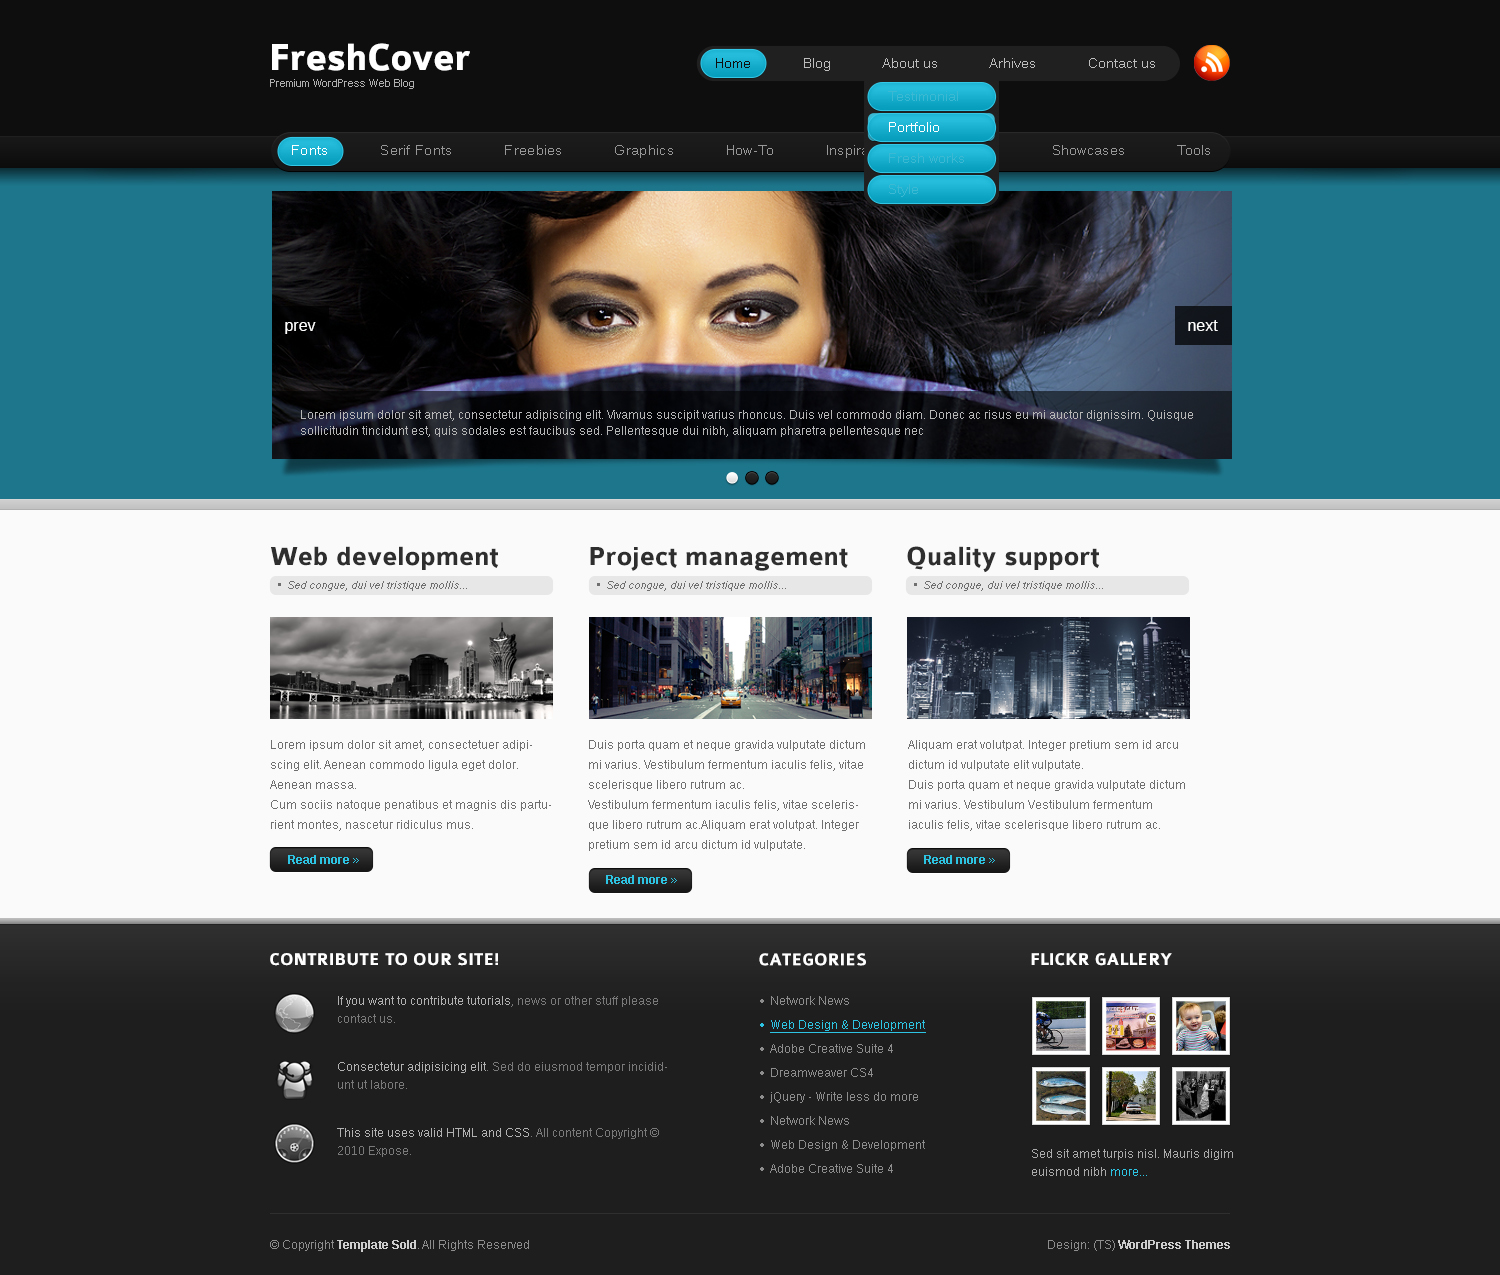 FreshCover
Premium WordPress Web Blog
Home Blog About us Arhives Contact us
Testimonial
Portfolio
Fresh works
Style
Fonts Serif Fonts Freebies Graphics How-To Showcases Tools
prev
next
Lorem ipsum dolor sit amet, consectetur adipiscing elit. Vivamus suscipit varius rhoncus. Duis vel commodo diam. Donec ac risus eu mi auctor dignissim. Quisque
sollicitudin tincidunt est, quis sodales est faucibus sed. Pellentesque dui nibh, aliquam pharetra pellentesque nec
Web development
• Sed congue, dui vel tristique mollis...
Lorem ipsum dolor sit amet, consectetuer adipi-
scing elit. Aenean commodo ligula eget dolor.
Aenean massa.
Cum sociis natoque penatibus et magnis dis partu-
rient montes, nascetur ridiculus mus.
Read more »
Project management
• Sed congue, dui vel tristique mollis...
Duis porta quam et neque gravida vulputate dictum
mi varius. Vestibulum fermentum iaculis felis, vitae
scelerisque libero rutrum ac.
Vestibulum fermentum iaculis felis, vitae sceleris-
que libero rutrum ac.Aliquam erat volutpat. Integer
pretium sem id arcu dictum id vulputate.
Read more »
Quality support
• Sed congue, dui vel tristique mollis...
Aliquam erat volutpat. Integer pretium sem id arcu
dictum id vulputate elit vulputate.
Duis porta quam et neque gravida vulputate dictum
mi varius. Vestibulum Vestibulum fermentum
iaculis felis, vitae scelerisque libero rutrum ac.
Read more »
CONTRIBUTE TO OUR SITE!
If you want to contribute tutorials, news or other stuff please
contact us.
Consectetur adipisicing elit. Sed do eiusmod tempor incidid-
unt ut labore.
This site uses valid HTML and CSS. All content Copyright ©
2010 Expose.
CATEGORIES
• Network News
• Web Design & Development
• Adobe Creative Suite 4
• Dreamweaver CS4
• jQuery - Write less do more
• Network News
• Web Design & Development
• Adobe Creative Suite 4
FLICKR GALLERY
Sed sit amet turpis nisl. Mauris digim
euismod nibh more...
© Copyright Template Sold. All Rights Reserved
Design: (TS) WordPress Themes